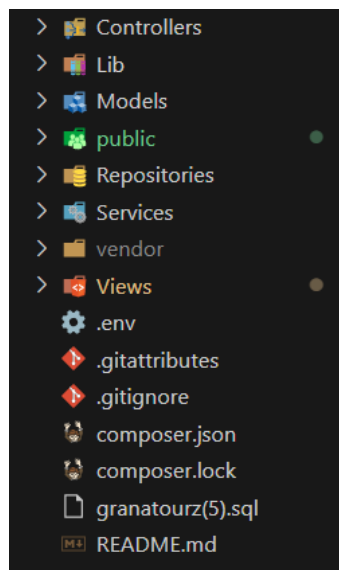 Controllers
Lib
Models
public
Repositories
Services
vendor
Views
.env
.gitattributes
.gitignore
composer.json
composer.lock
granatourz(5).sql
README.md